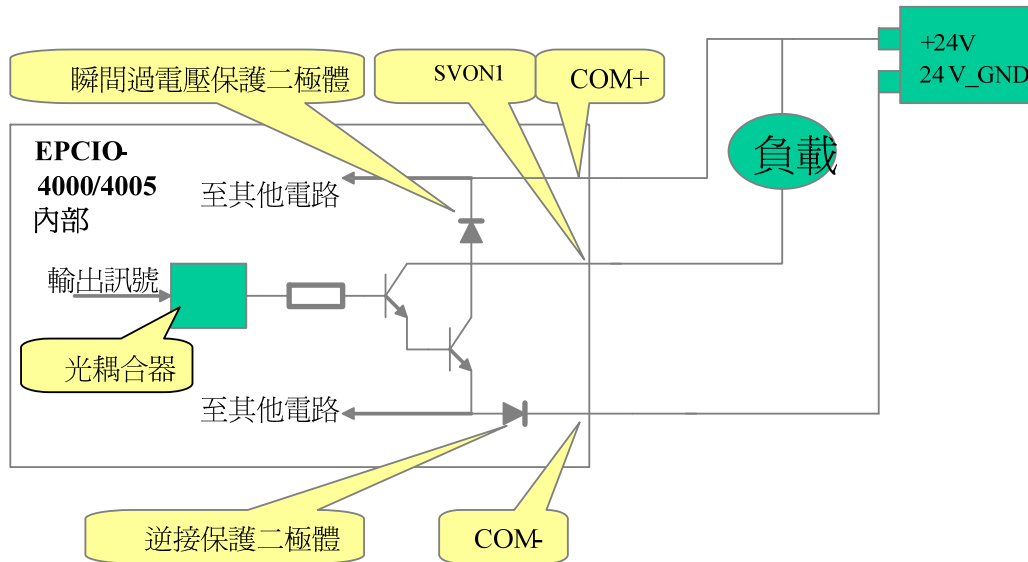 瞬間過電壓保護二極體
SVON1
COM+
+24V
24V_GND
EPCIO-
4000/4005
內部
至其他電路
負載
輸出訊號
光耦合器
至其他電路
逆接保護二極體
COM-